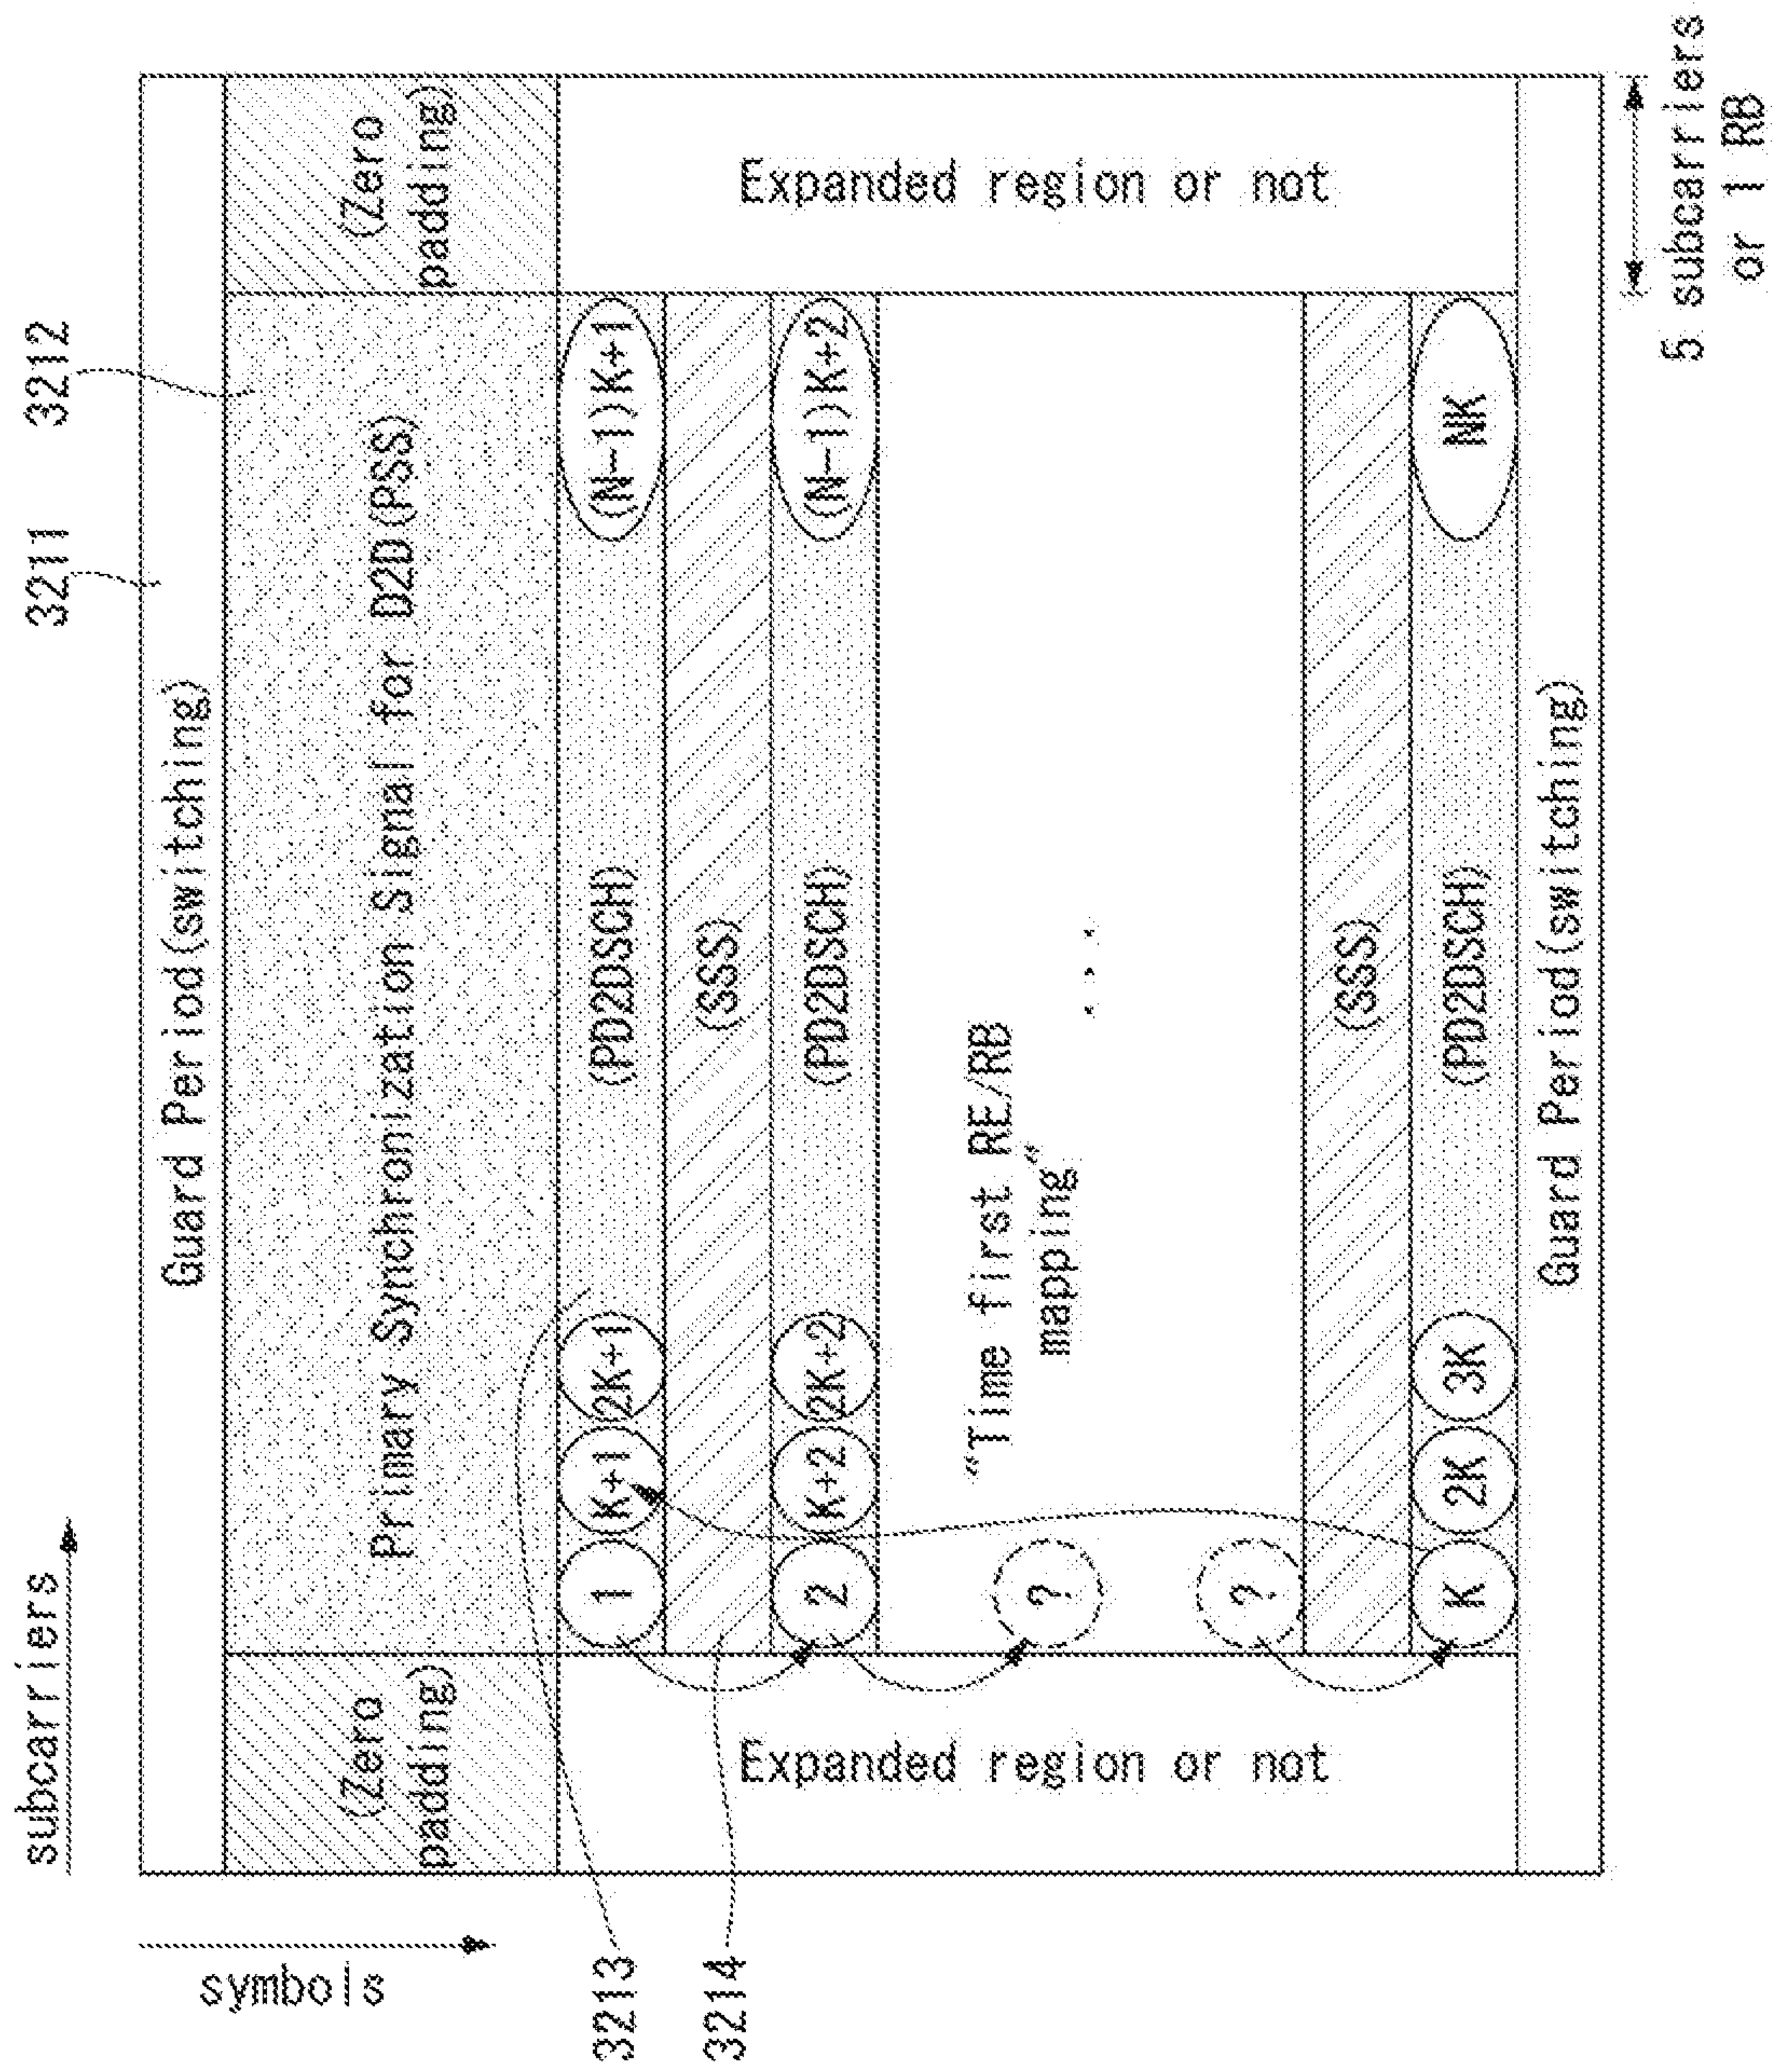 subcarriers
3211
3212
symbols
Guard Period(switching)
(Zero
padding)
Primary Synchronization Signal for D2D(PSS)
(Zero
padding)
3213
1
K+1
2K+1
(PD2DSCH)
(N-1)K+1
3214
(SSS)
2
K+2
2K+2
(PD2DSCH)
(N-1)K+2
Expanded region or not
?
"Time first RE/RB
mapping"
...
Expanded region or not
?
(SSS)
K
2K
3K
(PD2DSCH)
NK
Guard Period(switching)
5 subcarriers
or 1 RB